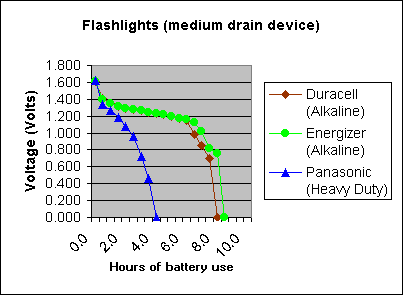 Flashlights (medium drain device)
Voltage (Volts)
1.800
1.600
1.400
1.200
1.000
0.800
0.600
0.400
0.200
0.000
0.0
2.0
4.0
6.0
8.0
10.0
Hours of battery use
Duracell
(Alkaline)
Energizer
(Alkaline)
Panasonic
(Heavy Duty)